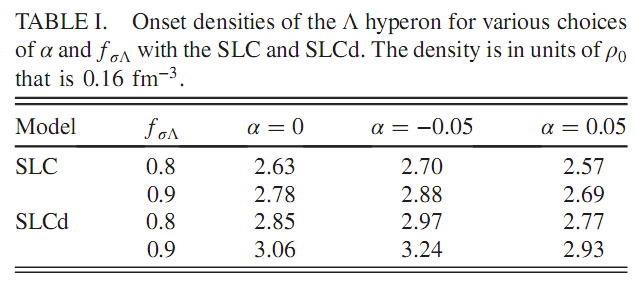 TABLE I. Onset densities of the Λ hyperon for various choices
of α and fσΛ with the SLC and SLCd. The density is in units of ρ0
that is 0.16 fm−3.
Model fσΛ α = 0 α = −0.05 α = 0.05
SLC 0.8 2.63 2.70 2.57
0.9 2.78 2.88 2.69
SLCd 0.8 2.85 2.97 2.77
0.9 3.06 3.24 2.93